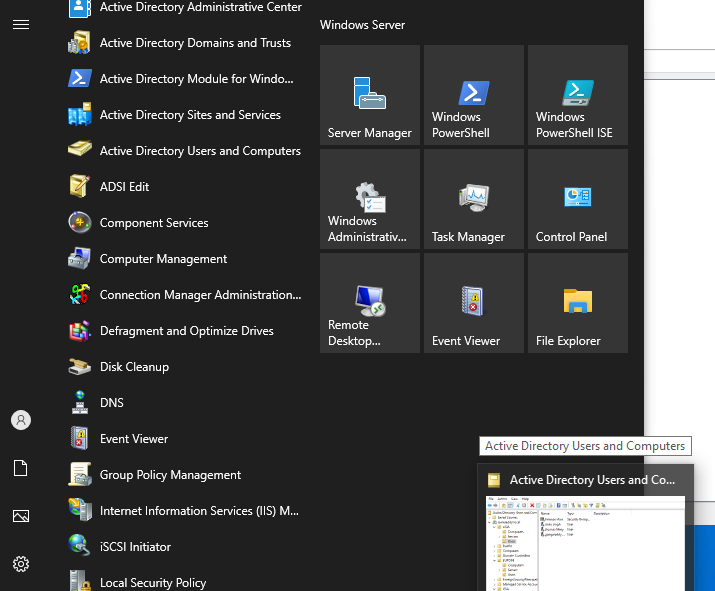 Active Directory Administrative Center
Active Directory Domains and Trusts
Active Directory Module for Windo...
Active Directory Sites and Services
Active Directory Users and Computers
ADSI Edit
Component Services
Computer Management
Connection Manager Administration...
Defragment and Optimize Drives
Disk Cleanup
DNS
Event Viewer
Group Policy Management
Internet Information Services (IIS) M...
iSCSI Initiator
Local Security Policy
Windows Server
Server Manager
Windows
PowerShell
Windows
PowerShell ISE
Windows
Administrativ...
Task Manager
Control Panel
Remote
Desktop...
Event Viewer
File Explorer
Active Directory Users and Computers
Active Directory Users and Co...